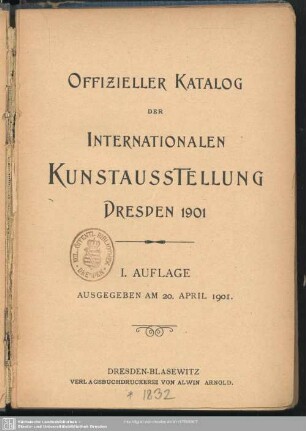 OFFIZIELLER KATALOG
DER
INTERNATIONALEN
KUNSTAUSSTELLUNG
DRESDEN 1901
I. AUFLAGE
AUSGEGEBEN AM 20. APRIL 1901.
DRESDEN-BLASEWITZ
VERLAGSBUCHDRUCKEREI VON ALWIN ARNOLD.
* 1832